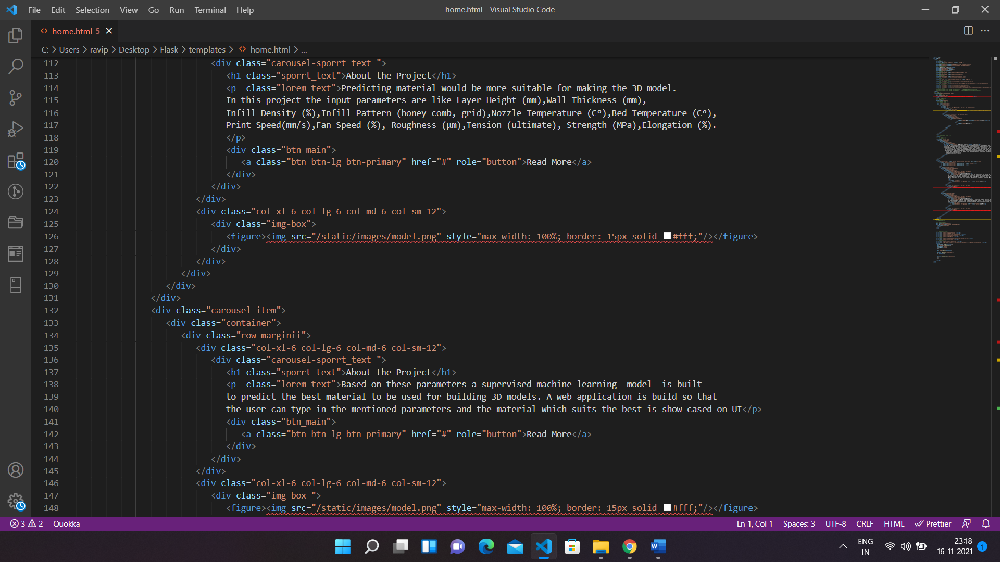 File Edit Selection View Go Run Terminal Help
home.html - Visual Studio Code
home.html 5
C: > Users > ravip > Desktop > Flask > templates > home.html > ...
112 <div class="carousel-sporrt_text ">
113 <h1 class="sporrt_text">About the Project</h1>
114 <p  class="lorem_text">Predicting material would be more suitable for making the 3D model.
115 In this project the input parameters are like Layer Height (mm),Wall Thickness (mm),
116 Infill Density (%),Infill Pattern (honey comb, grid),Nozzle Temperature (Cº),Bed Temperature (Cº),
117 Print Speed(mm/s),Fan Speed (%), Roughness (µm),Tension (ultimate), Strength (MPa),Elongation (%).
118 </p>
119 <div class="btn_main">
120 <a class="btn btn-lg btn-primary" href="#" role="button">Read More</a>
121 </div>
122 </div>
123 </div>
124 <div class="col-xl-6 col-lg-6 col-md-6 col-sm-12">
125 <div class="img-box">
126 <figure><img src="/static/images/model.png" style="max-width: 100%; border: 15px solid #fff;"/></figure>
127 </div>
128 </div>
129 </div>
130 </div>
131 </div>
132 <div class="carousel-item">
133 <div class="container">
134 <div class="row marginii">
135 <div class="col-xl-6 col-lg-6 col-md-6 col-sm-12">
136 <div class="carousel-sporrt_text ">
137 <h1 class="sporrt_text">About the Project</h1>
138 <p  class="lorem_text">Based on these parameters a supervised machine learning  model  is built
139 to predict the best material to be used for building 3D models. A web application is build so that
140 the user can type in the mentioned parameters and the material which suits the best is show cased on UI</p>
141 <div class="btn_main">
142 <a class="btn btn-lg btn-primary" href="#" role="button">Read More</a>
143 </div>
144 </div>
145 </div>
146 <div class="col-xl-6 col-lg-6 col-md-6 col-sm-12">
147 <div class="img-box ">
148 <figure><img src="/static/images/model.png" style="max-width: 100%; border: 15px solid #fff;"/></figure>
3 2 Quokka
Ln 1, Col 1 Spaces: 3 UTF-8 CRLF HTML Prettier
ENG
IN
23:18
16-11-2021
1